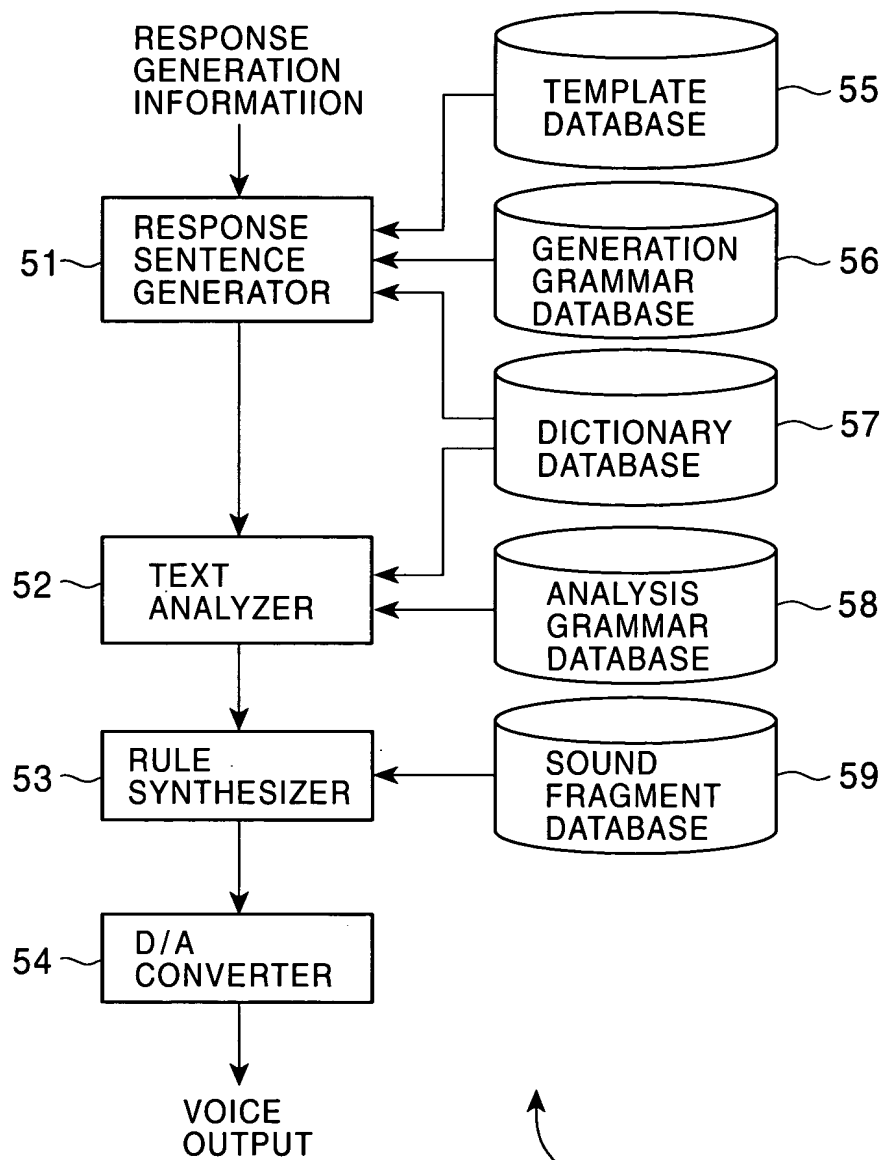 RESPONSE
GENERATION
INFORMATIION
TEMPLATE
DATABASE
55
RESPONSE
SENTENCE
GENERATOR
51
GENERATION
GRAMMAR
DATABASE
56
DICTIONARY
DATABASE
57
TEXT
ANALYZER
52
ANALYSIS
GRAMMAR
DATABASE
58
RULE
SYNTHESIZER
53
SOUND
FRAGMENT
DATABASE
59
D/A
CONVERTER
54
VOICE
OUTPUT